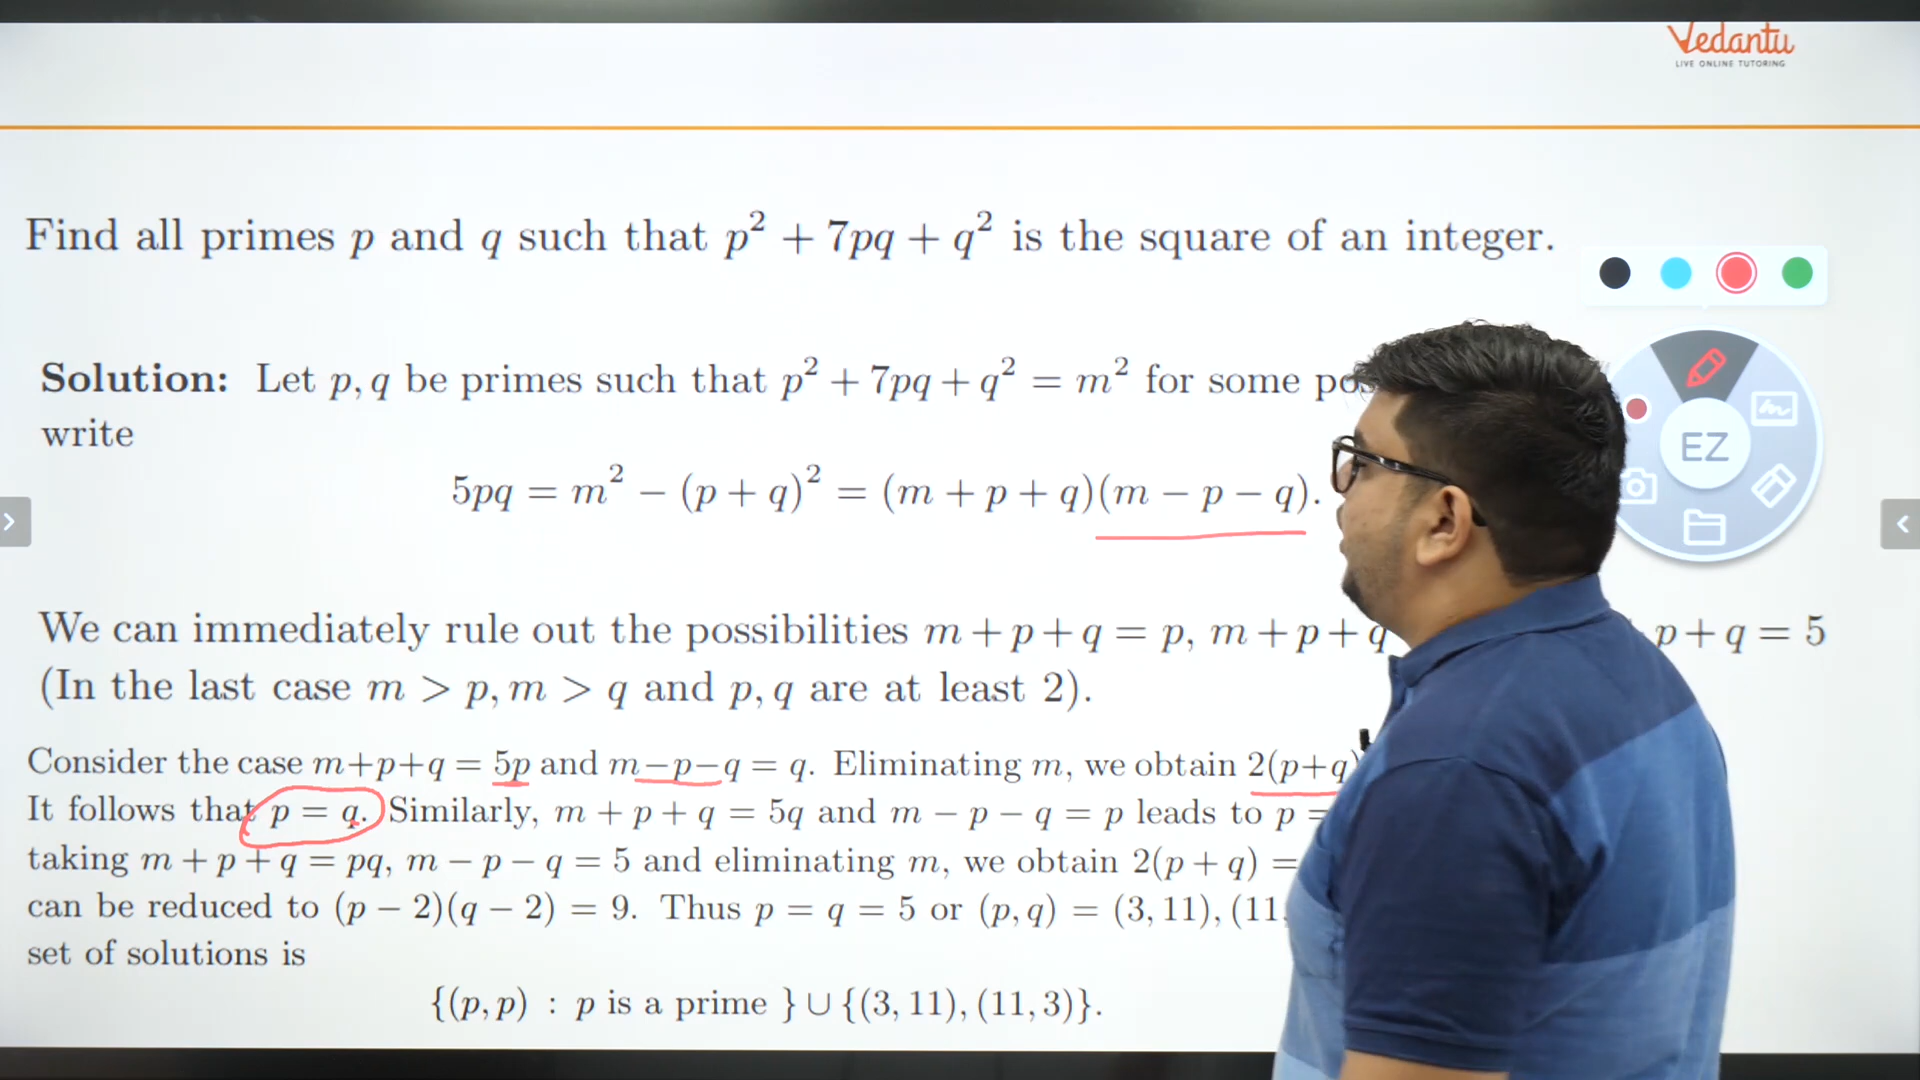 Vedantu
LIVE ONLINE TUTORING
Find all primes p and q such that p² + 7pq + q² is the square of an integer.
Solution: Let p, q be primes such that p² + 7pq + q² = m² for some
write
5pq = m² − (p + q)² = (m + p + q)(m − p − q).
EZ
We can immediately rule out the possibilities m + p + q = p, m + p + q p + q = 5
(In the last case m > p, m > q and p, q are at least 2).
Consider the case m+p+q = 5p and m−p−q = q. Eliminating m, we obtain 2(p+q)
It follows that p = q. Similarly, m + p + q = 5q and m − p − q = p leads to p =
taking m + p + q = pq, m − p − q = 5 and eliminating m, we obtain 2(p + q) =
can be reduced to (p − 2)(q − 2) = 9. Thus p = q = 5 or (p, q) = (3, 11), (11,
set of solutions is
{(p, p) : p is a prime } ∪ {(3, 11), (11, 3)}.